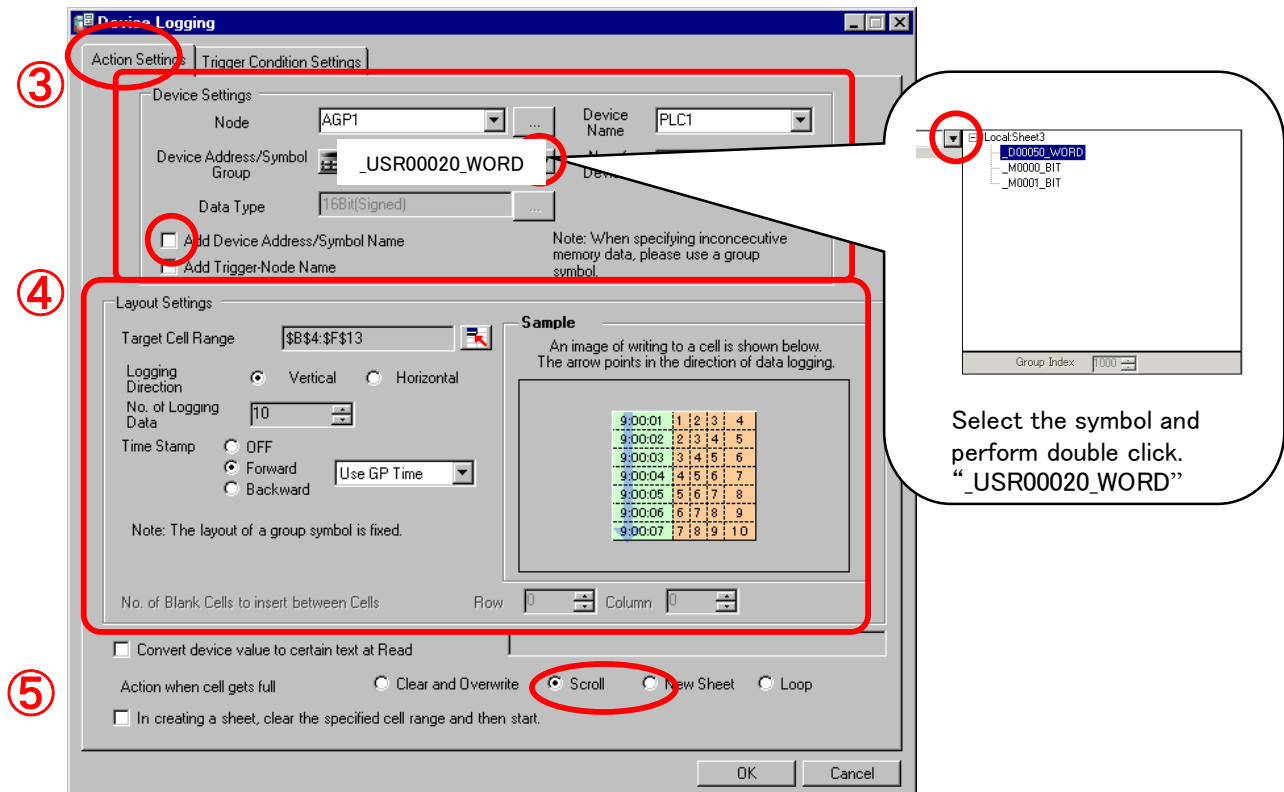 Device Logging
Action Settings
Trigger Condition Settings
③
Device Settings
Node
AGP1
...
Device
Name
PLC1
Device Address/Symbol
Group
_USR00020_WORD
Data Type
16Bit(Signed)
...
Add Device Address/Symbol Name
Add Trigger-Node Name
Note: When specifying inconcecutive
memory data, please use a group
symbol.
④
Layout Settings
Target Cell Range
$B$4:$F$13
Logging
Direction
Vertical
Horizontal
No. of Logging
Data
10
Time Stamp
OFF
Forward
Backward
Use GP Time
Note: The layout of a group symbol is fixed.
Sample
An image of writing to a cell is shown below.
The arrow points in the direction of data logging.
9:00:01 1 2 3 4
9:00:02 2 3 4 5
9:00:03 3 4 5 6
9:00:04 4 5 6 7
9:00:05 5 6 7 8
9:00:06 6 7 8 9
9:00:07 7 8 9 10
No. of Blank Cells to insert between Cells
Row
0
Column
0
Convert device value to certain text at Read
⑤
Action when cell gets full
Clear and Overwrite
Scroll
New Sheet
Loop
In creating a sheet, clear the specified cell range and then start.
OK
Cancel
Local:Sheet3
_D00050_WORD
_M0000_BIT
_M0001_BIT
Group Index
1000
Select the symbol and
perform double click.
“_USR00020_WORD”